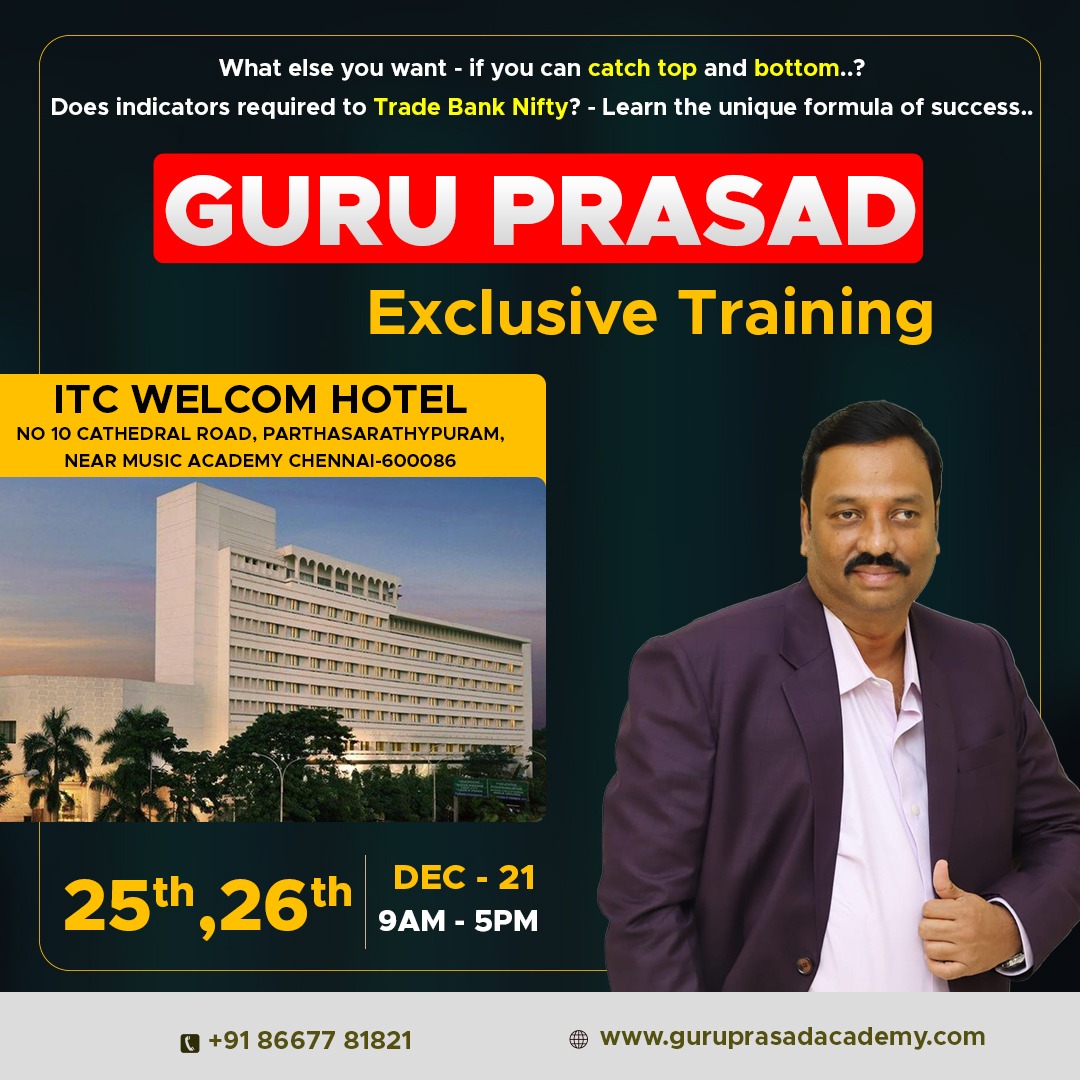 What else you want - if you can catch top and bottom..?
Does indicators required to Trade Bank Nifty? - Learn the unique formula of success..
GURU PRASAD
Exclusive Training
ITC WELCOM HOTEL
NO 10 CATHEDRAL ROAD, PARTHASARATHYPURAM,
NEAR MUSIC ACADEMY CHENNAI-600086
25th,26th
DEC - 21
9AM - 5PM
+91 86677 81821
www.guruprasadacademy.com